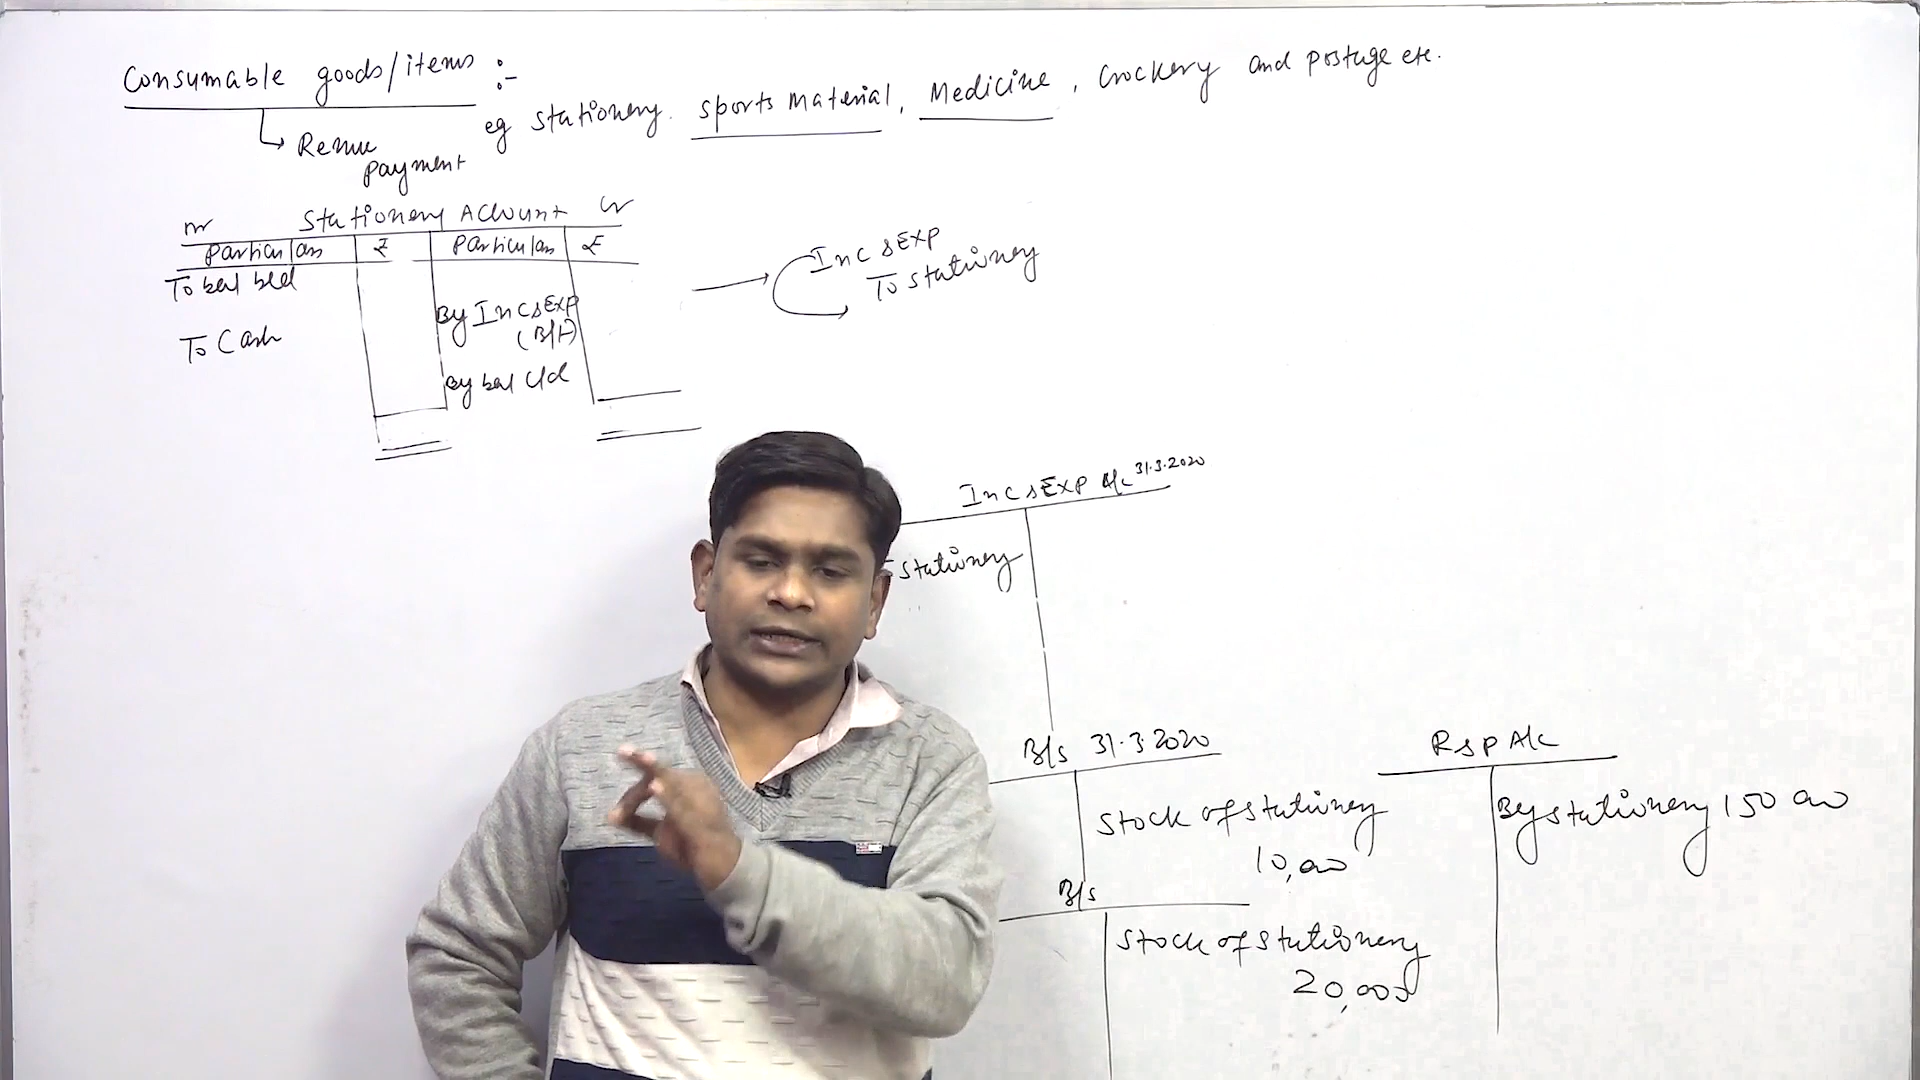 Consumable goods/items :-
eg stationery, sports material, Medicine, Crockery and postage etc.
Revenue
payment
Dr Stationery Account Cr
Particulars ₹ Particulars ₹
To bal b/d
By Inc & Exp
(B/F)
To Cash
By bal c/d
Inc & Exp
To stationery
Inc & Exp A/c 31.3.2020
stationery
B/s 31.3.2020
Stock of stationery
10,000
R & P A/c
By stationery 150 000
B/s
Stock of stationery
20,000